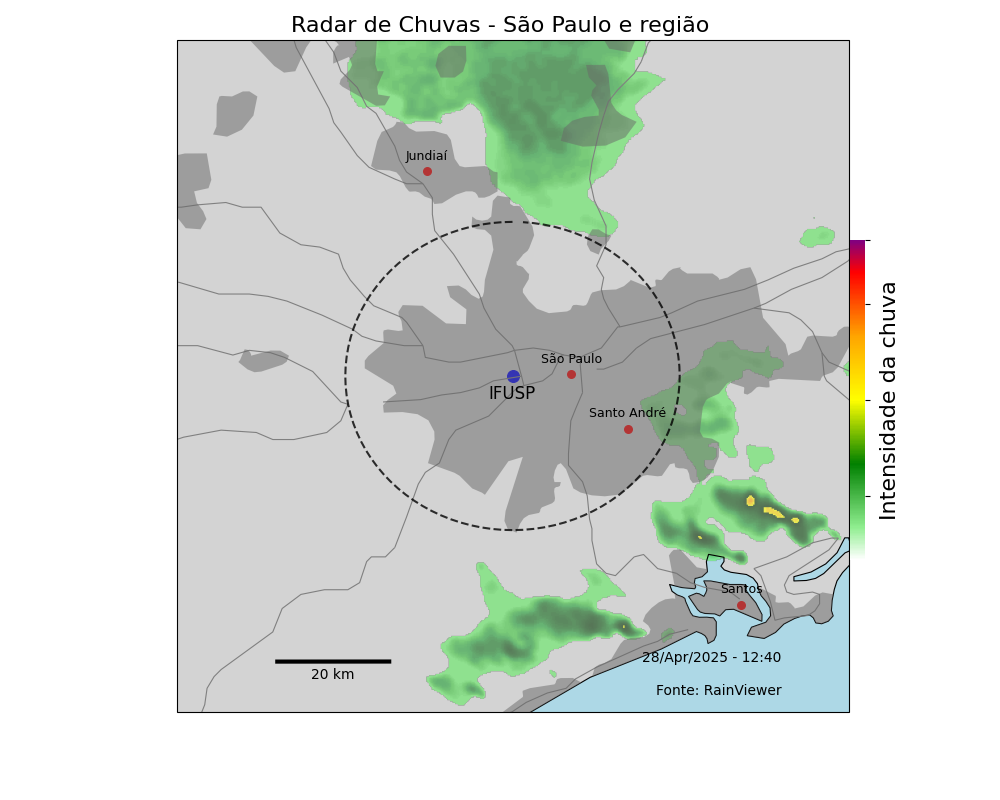 Radar de Chuvas - São Paulo e região
Jundiaí
São Paulo
IFUSP
Santo André
Intensidade da chuva
Santos
28/Apr/2025 - 12:40
20 km
Fonte: RainViewer